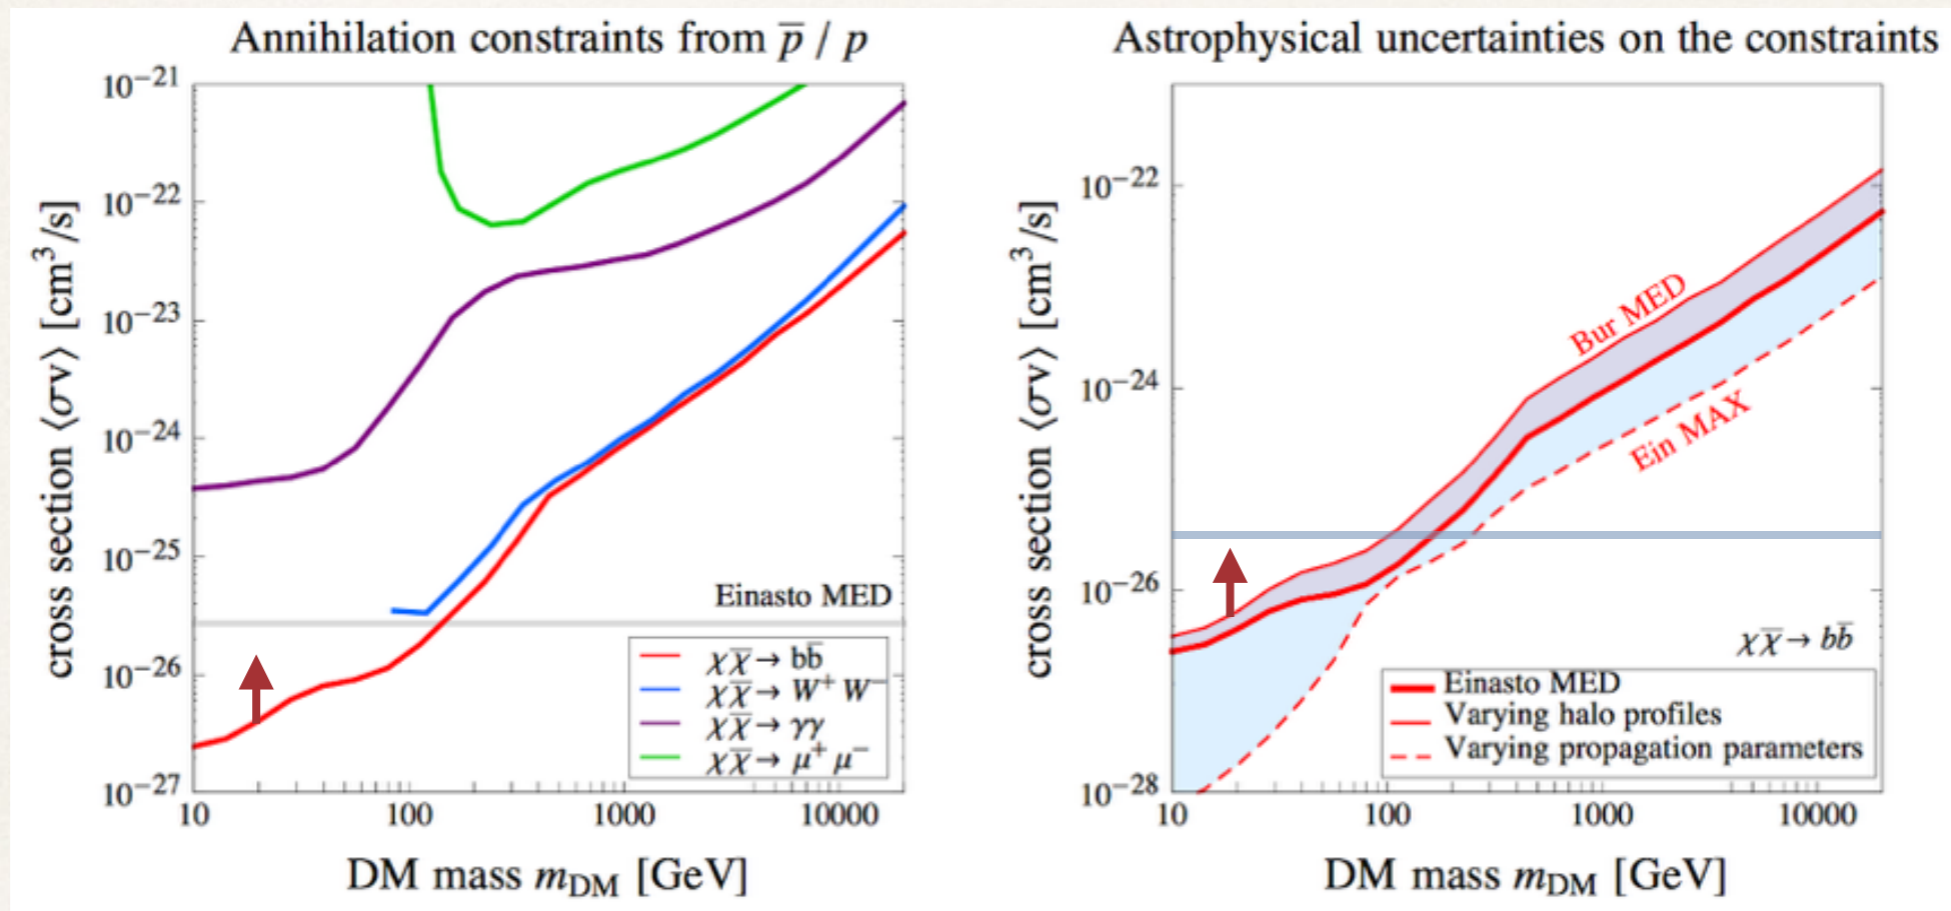 Annihilation constraints from p̅ / p
10⁻²¹
10⁻²²
10⁻²³
10⁻²⁴
10⁻²⁵
10⁻²⁶
10⁻²⁷
cross section ⟨σv⟩ [cm³/s]
Einasto MED
χχ̅→ bb̅
χχ̅→ W⁺ W⁻
χχ̅→ γγ
χχ̅→ μ⁺ μ⁻
10 100 1000 10000
DM mass m_DM [GeV]
Astrophysical uncertainties on the constraints
10⁻²²
10⁻²⁴
10⁻²⁶
10⁻²⁸
cross section ⟨σv⟩ [cm³/s]
Bur MED
Ein MAX
χχ̅→ bb̅
Einasto MED
Varying halo profiles
Varying propagation parameters
10 100 1000 10000
DM mass m_DM [GeV]